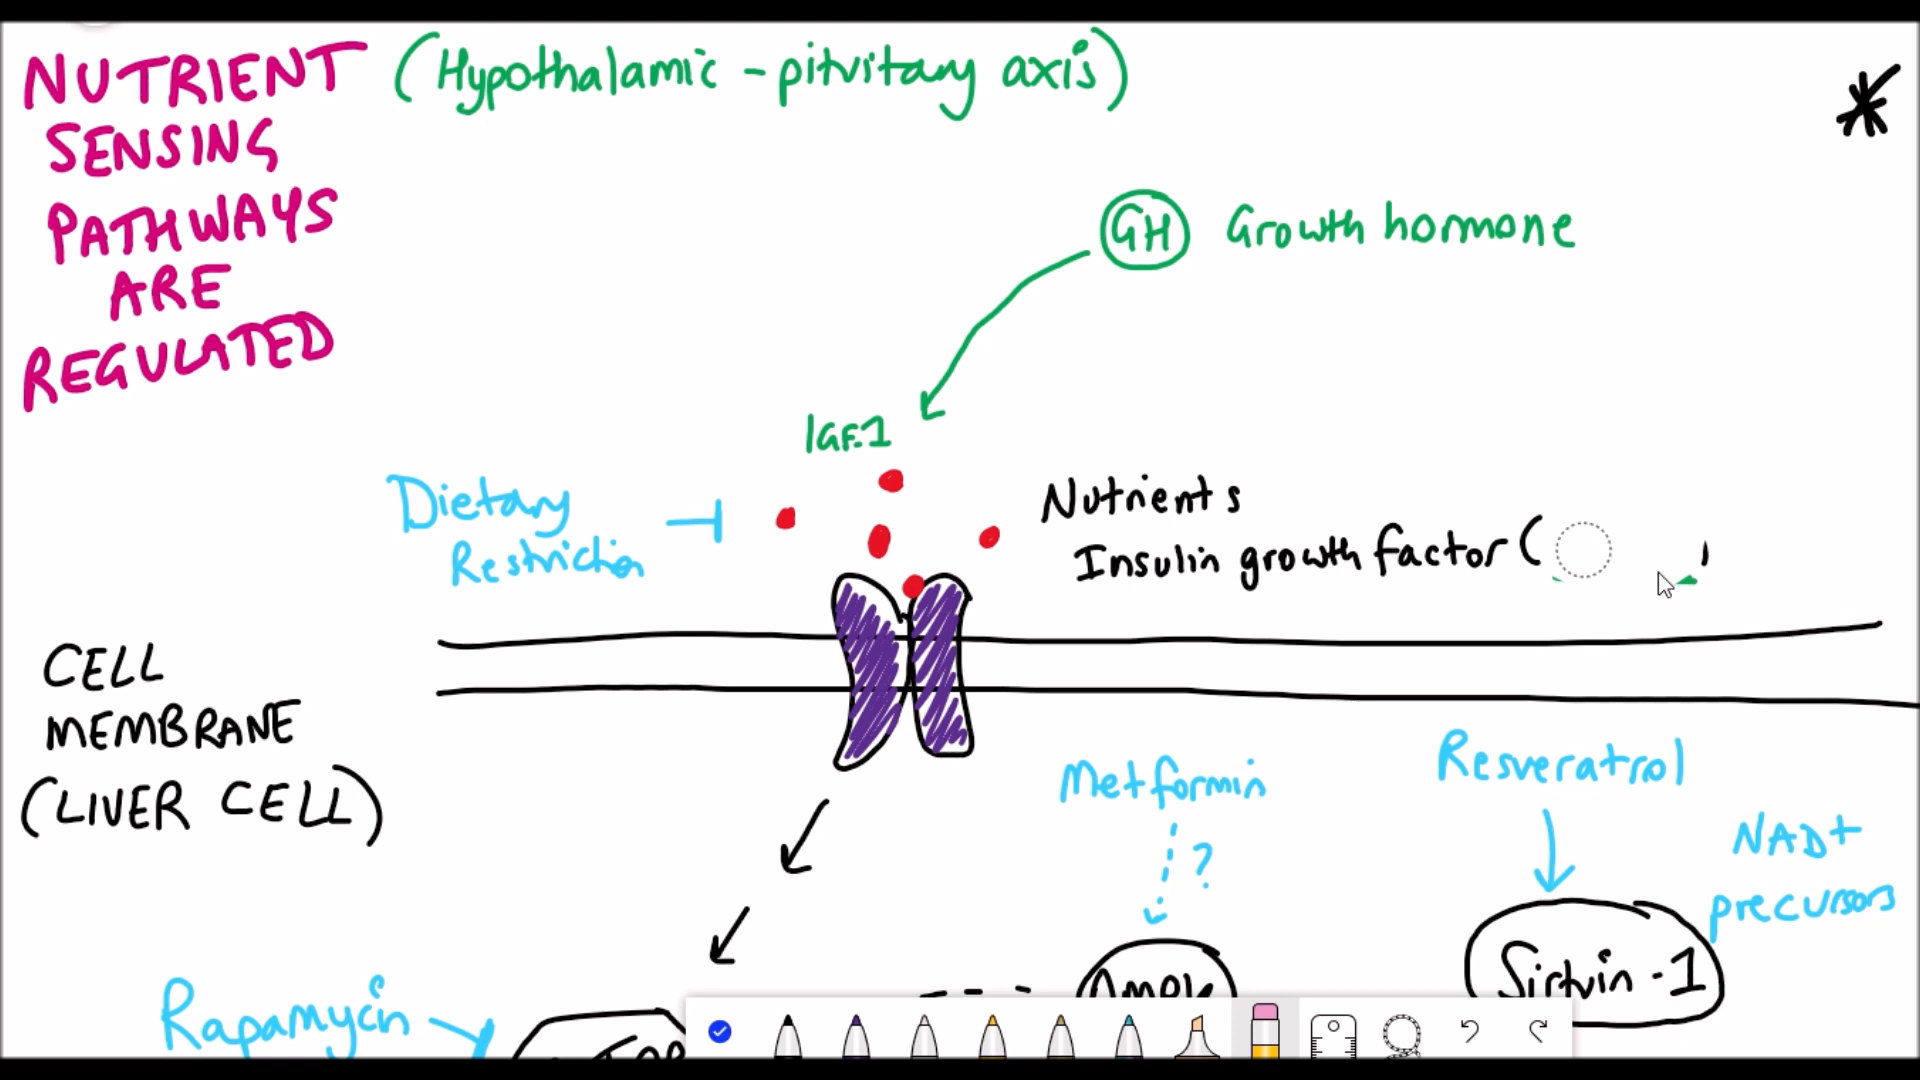 NUTRIENT (Hypothalamic - pituitary axis)
SENSING
PATHWAYS
ARE
REGULATED
GH Growth hormone
IGF-1
Dietary
Restriction
Nutrients
Insulin growth factor (
CELL
MEMBRANE
(LIVER CELL)
Metformin
?
Resveratrol
NAD+
precursors
Sirtuin -1
Ampk
Rapamycin